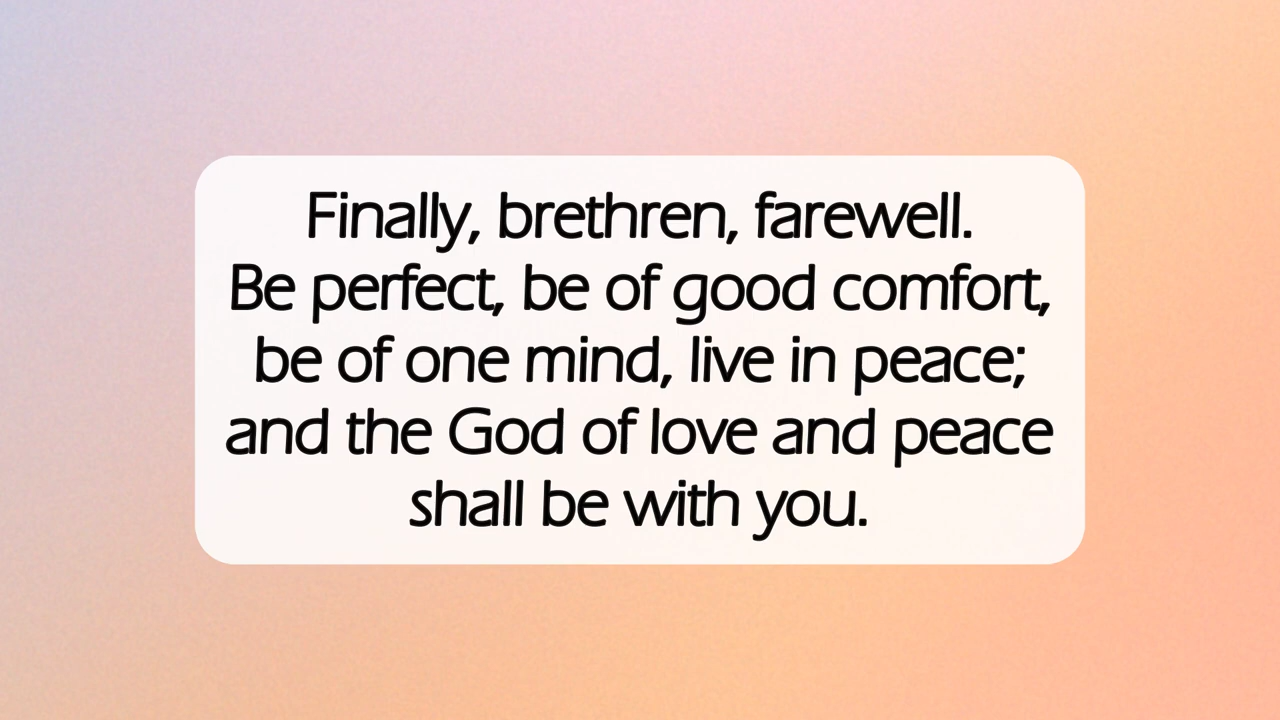 Finally, brethren, farewell.
Be perfect, be of good comfort,
be of one mind, live in peace;
and the God of love and peace
shall be with you.